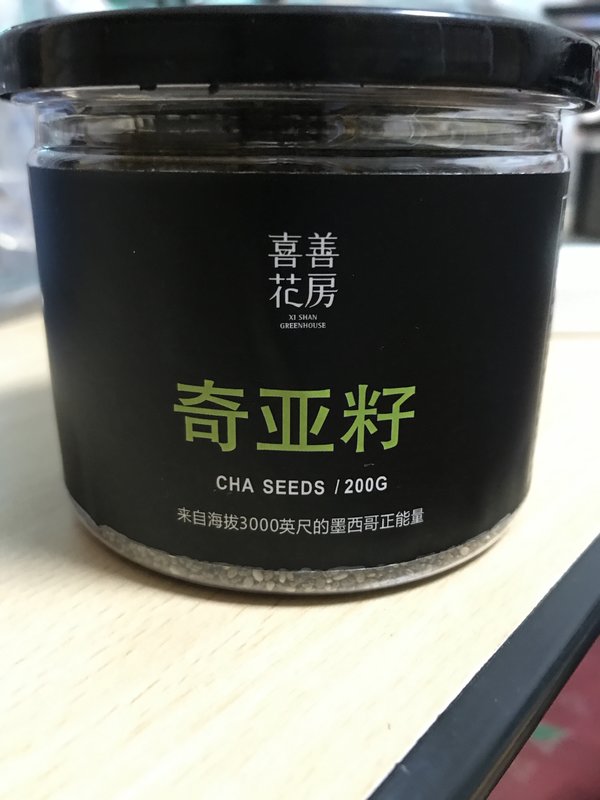 喜善
花房
XI SHAN
GREENHOUSE
奇亚籽
CHA SEEDS / 200G
来自海拔3000英尺的墨西哥正能量